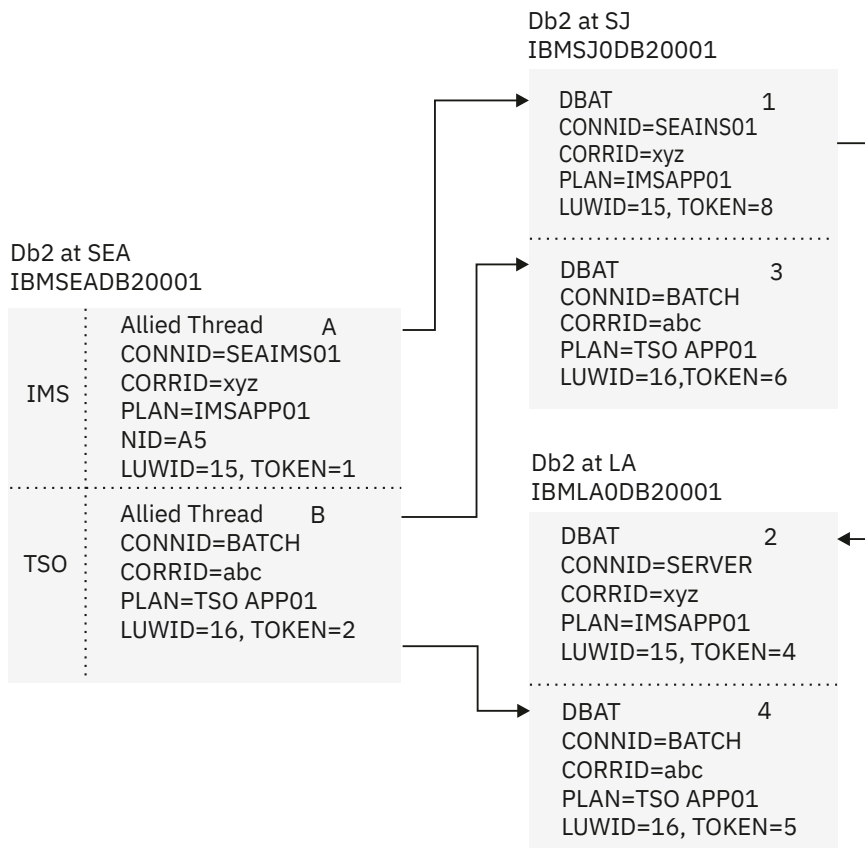 Db2 at SJ
IBMSJ0DB20001
DBAT 1
CONNID=SEAINS01
CORRID=xyz
PLAN=IMSAPP01
LUWID=15, TOKEN=8
DBAT 3
CONNID=BATCH
CORRID=abc
PLAN=TSO APP01
LUWID=16,TOKEN=6
Db2 at SEA
IBMSEADB20001
IMS
Allied Thread A
CONNID=SEAIMS01
CORRID=xyz
PLAN=IMSAPP01
NID=A5
LUWID=15, TOKEN=1
TSO
Allied Thread B
CONNID=BATCH
CORRID=abc
PLAN=TSO APP01
LUWID=16, TOKEN=2
Db2 at LA
IBMLA0DB20001
DBAT 2
CONNID=SERVER
CORRID=xyz
PLAN=IMSAPP01
LUWID=15, TOKEN=4
DBAT 4
CONNID=BATCH
CORRID=abc
PLAN=TSO APP01
LUWID=16, TOKEN=5